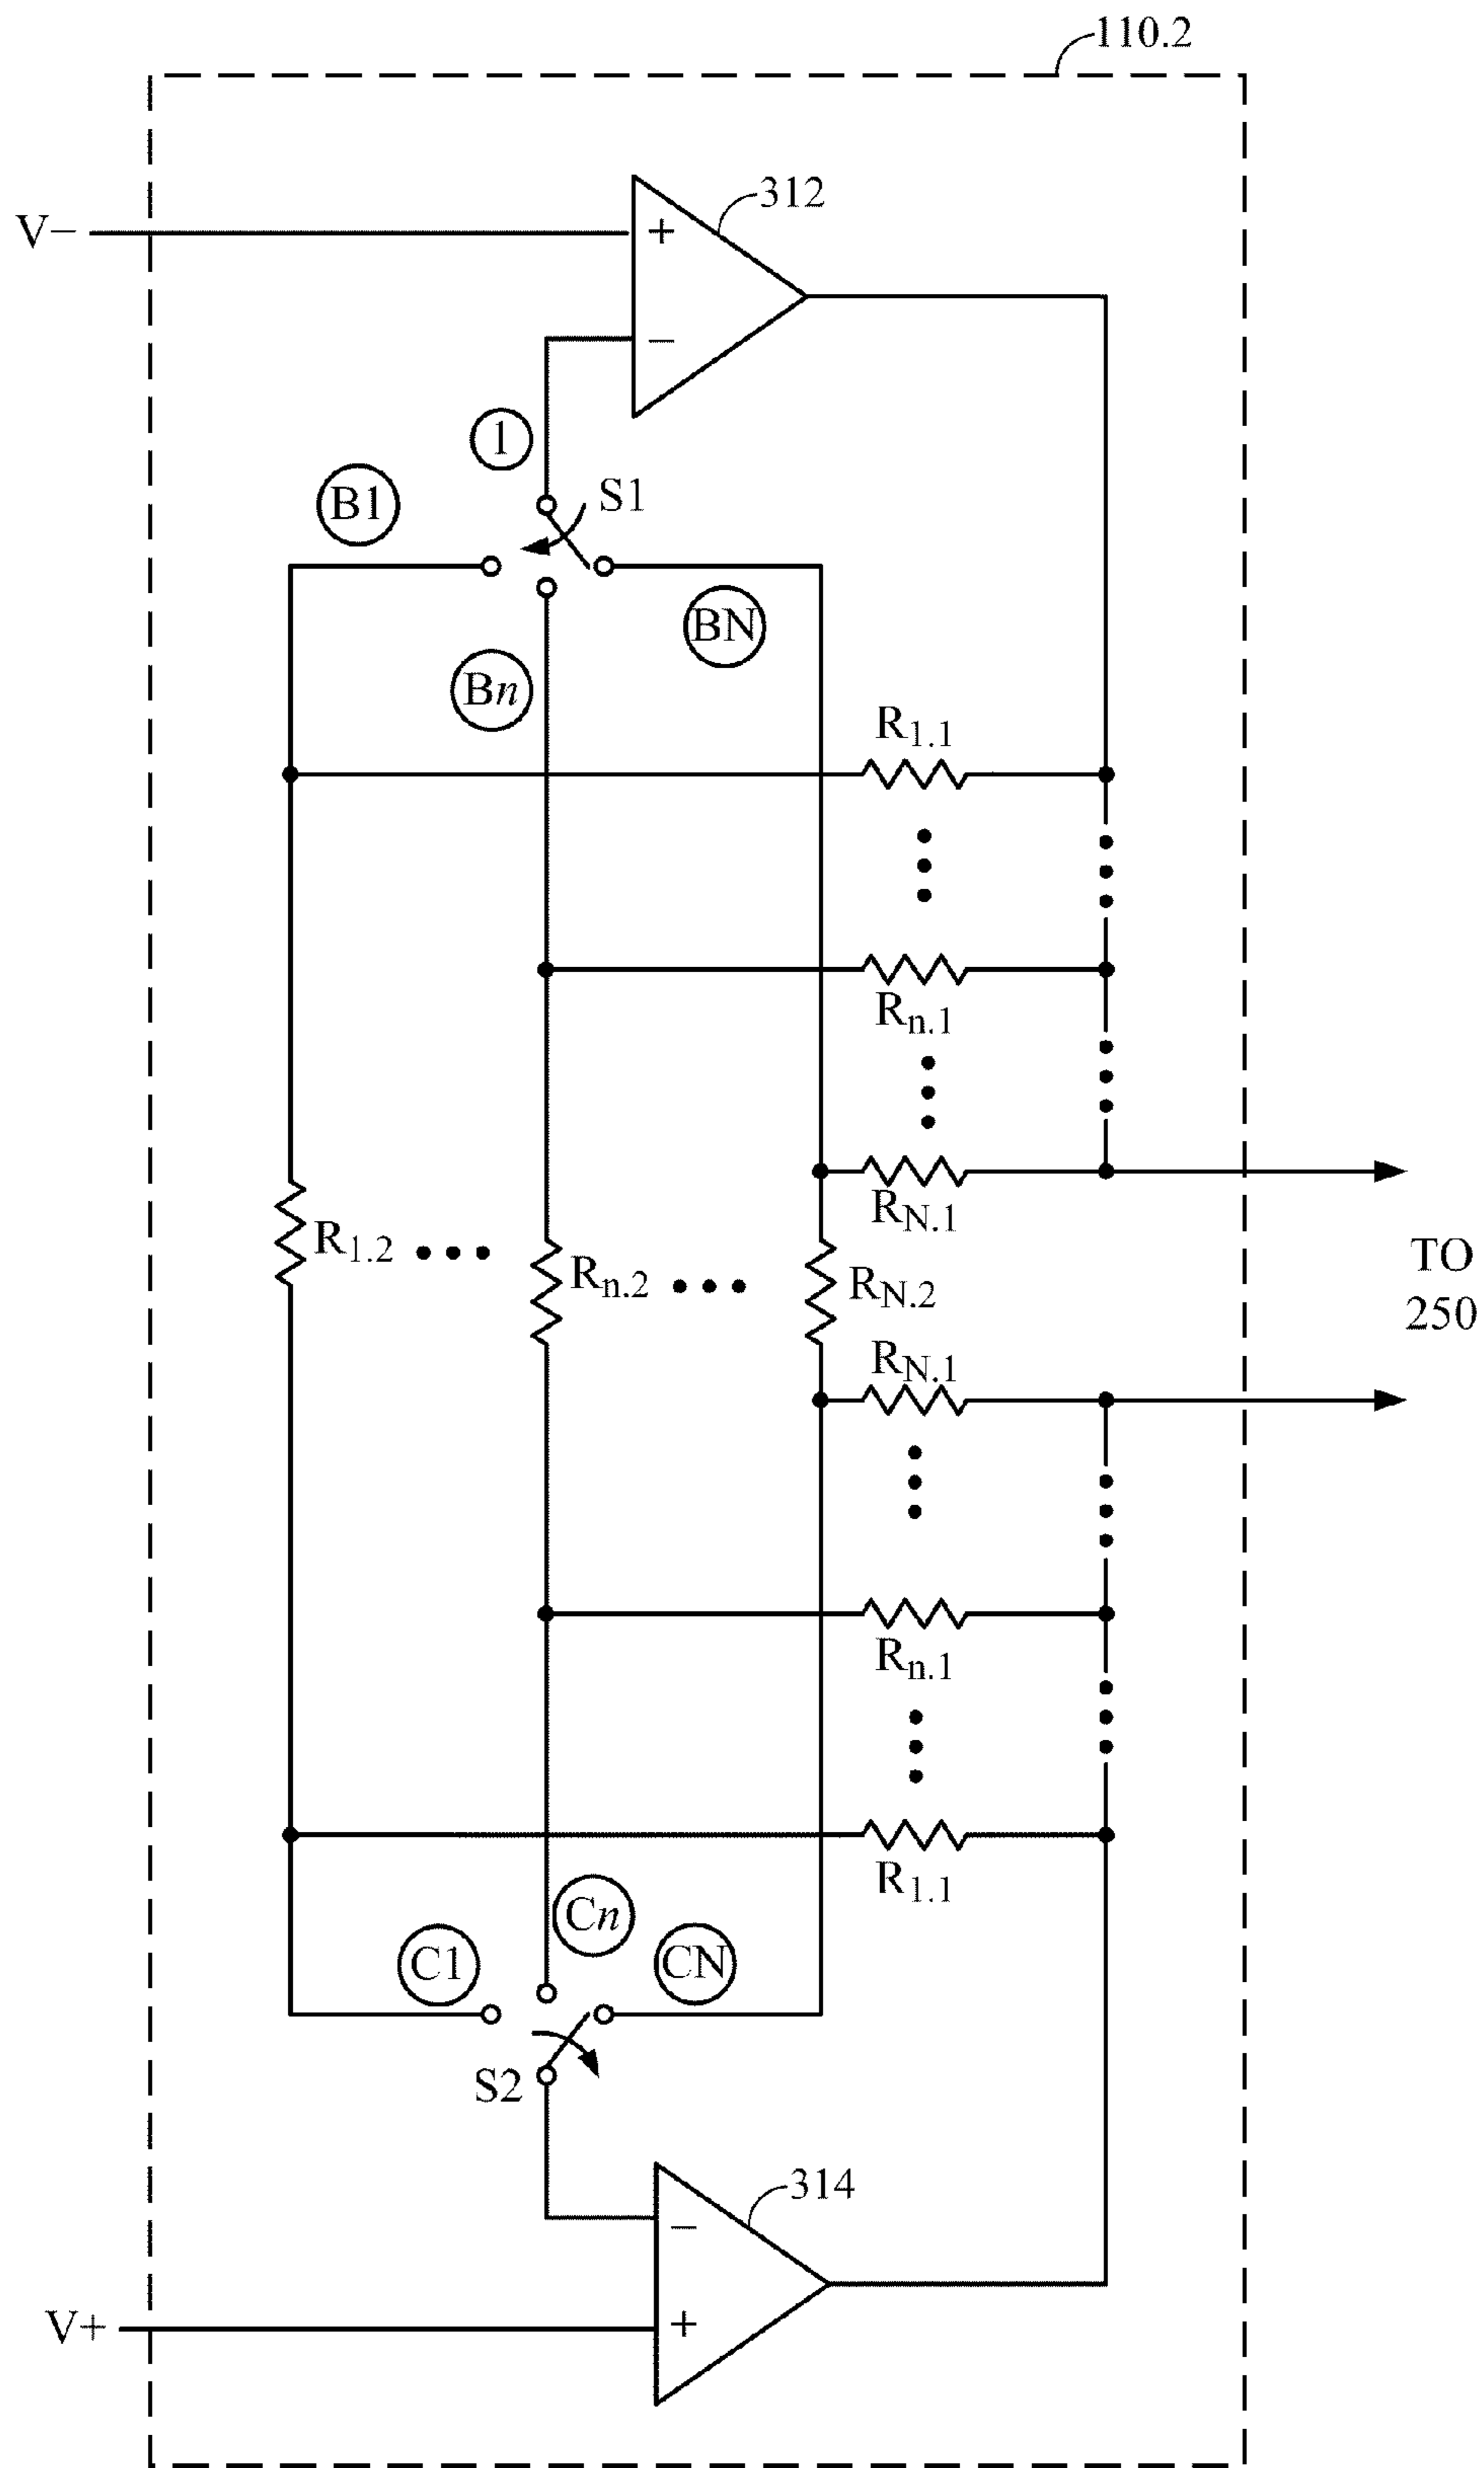 110.2
312
V−
+
−
1
S1
B1
BN
Bn
R1.1
Rn.1
RN.1
R1.2
Rn.2
RN.2
TO
250
RN.1
Rn.1
R1.1
Cn
C1
CN
S2
314
−
V+
+